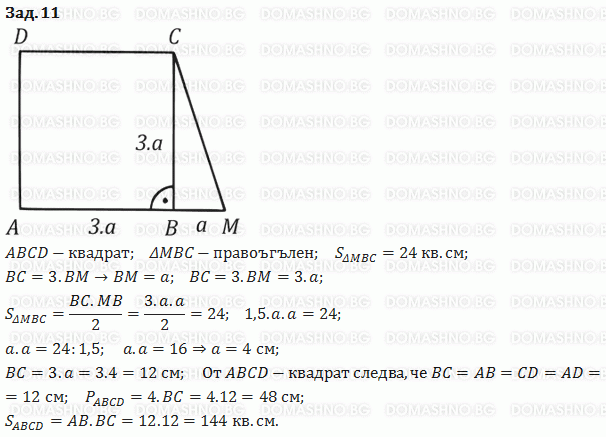 Зад. 11
D C
3.a
A 3.a B a M
ABCD – квадрат; ΔMBC – правоъгълен; S_ΔMBC = 24 кв. см;
BC = 3. BM → BM = a; BC = 3. BM = 3. a;
S_ΔMBC = BC. MB / 2 = 3. a. a / 2 = 24; 1,5. a. a = 24;
a. a = 24: 1,5; a. a = 16 ⇒ a = 4 см;
BC = 3. a = 3.4 = 12 см; От ABCD – квадрат следва, че BC = AB = CD = AD =
= 12 см; P_ABCD = 4. BC = 4.12 = 48 см;
S_ABCD = AB. BC = 12.12 = 144 кв. см.
DOMASHNO.BG